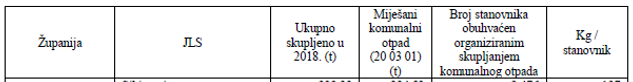 Županija
JLS
Ukupno
skupljeno u
2018. (t)
Miješani
komunalni
otpad
(20 03 01)
(t)
Broj stanovnika
obuhvaćen
organiziranim
skupljanjem
komunalnog otpada
Kg /
stanovnik